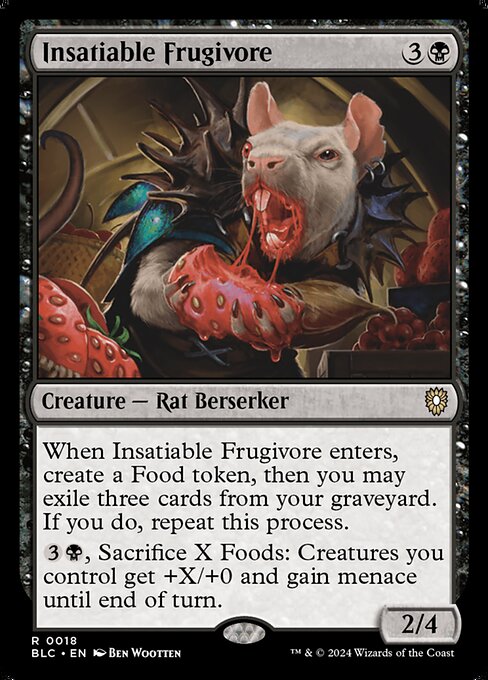 Insatiable Frugivore 3
Creature — Rat Berserker
When Insatiable Frugivore enters,
create a Food token, then you may
exile three cards from your graveyard.
If you do, repeat this process.
3, Sacrifice X Foods: Creatures you
control get +X/+0 and gain menace
until end of turn.
2/4
R 0018
BLC • EN Ben Wootten
™ & © 2024 Wizards of the Coast